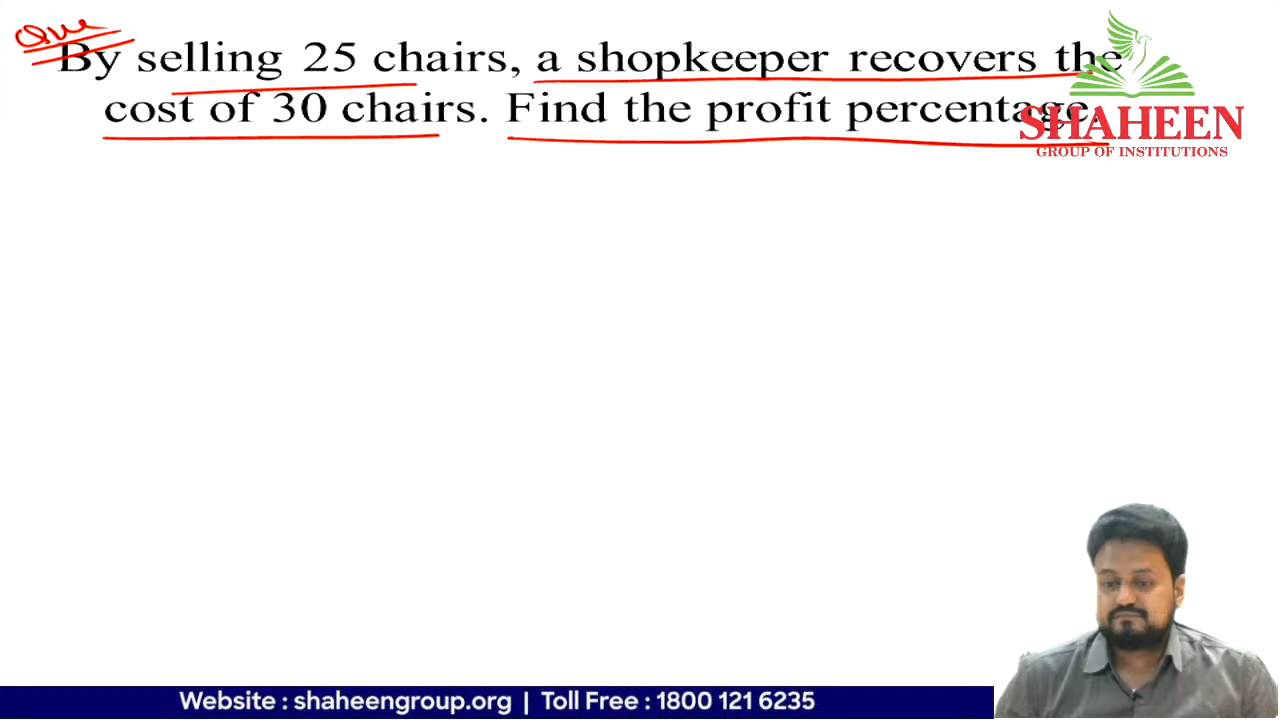 Que
By selling 25 chairs, a shopkeeper recovers the
cost of 30 chairs. Find the profit percentage.
SHAHEEN
GROUP OF INSTITUTIONS
Website : shaheengroup.org | Toll Free : 1800 121 6235